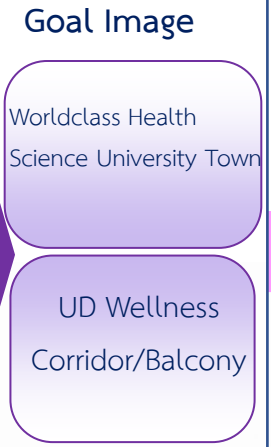 Goal Image
Worldclass Health
Science University Town
UD Wellness
Corridor/Balcony